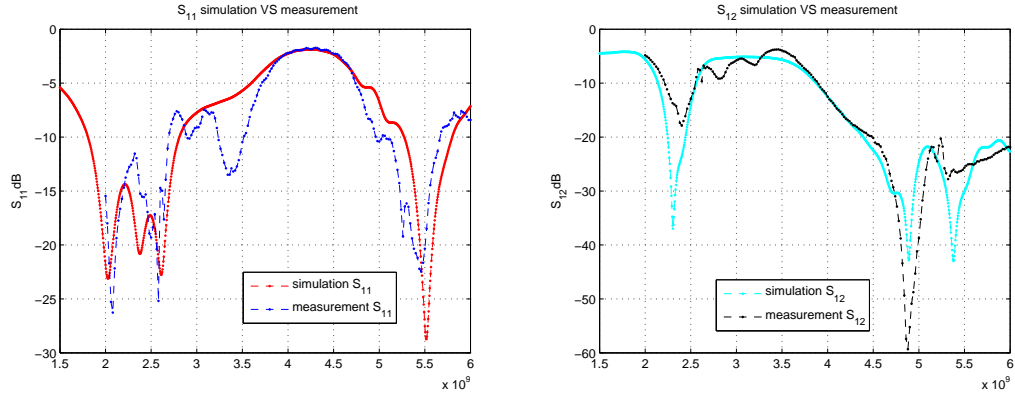 S11 simulation VS measurement
0
−5
−10
−15
−20
−25
−30
S11 dB
simulation S11
measurement S11
1.5 2 2.5 3 3.5 4 4.5 5 5.5 6
x 10^9
S12 simulation VS measurement
0
−10
−20
−30
−40
−50
−60
S12 dB
simulation S12
measurement S12
1.5 2 2.5 3 3.5 4 4.5 5 5.5 6
x 10^9